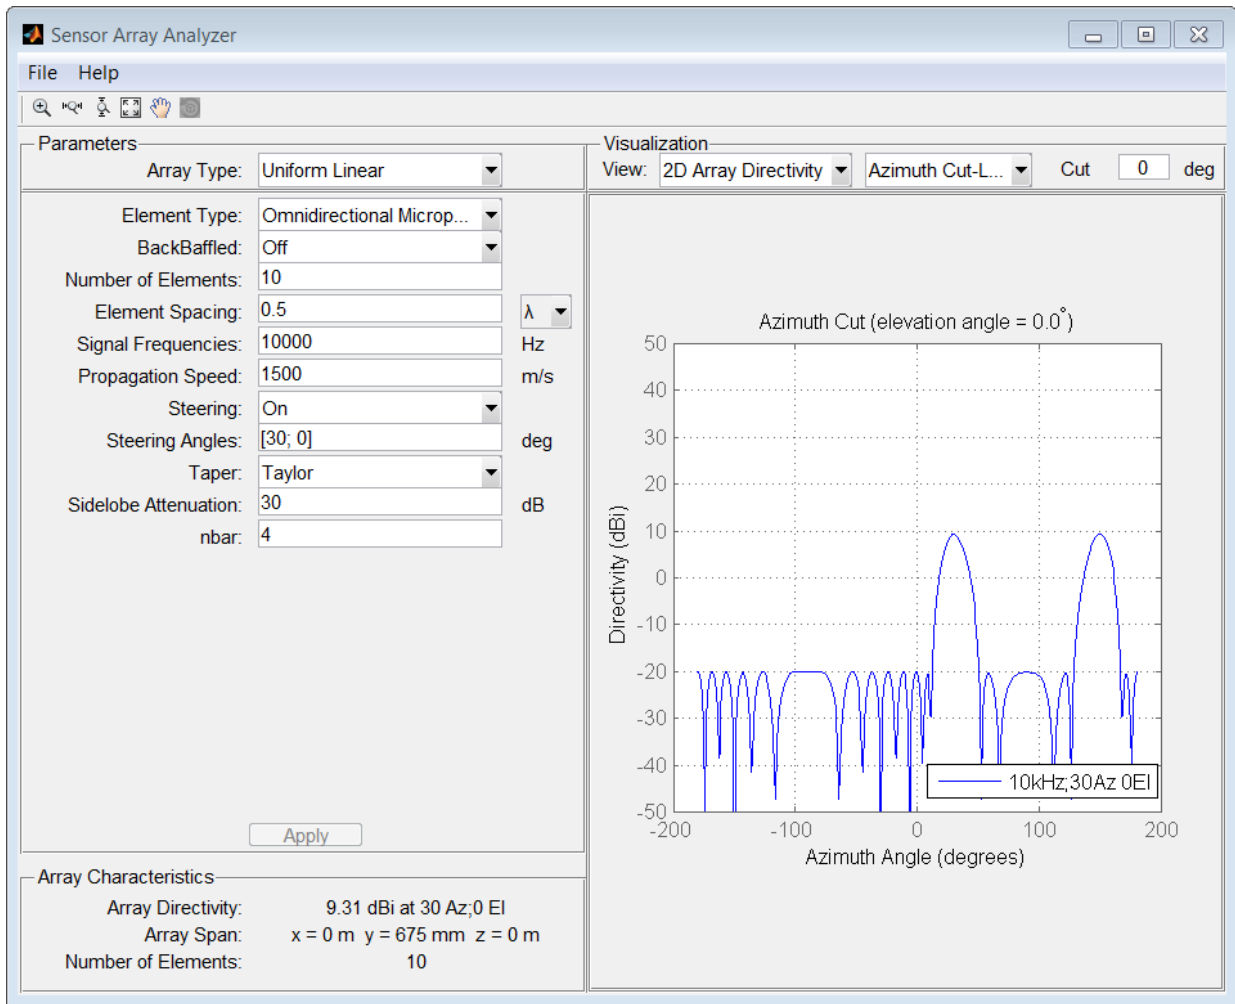 Sensor Array Analyzer
File Help
Parameters
Array Type: Uniform Linear
Element Type: Omnidirectional Microp...
BackBaffled: Off
Number of Elements: 10
Element Spacing: 0.5 λ
Signal Frequencies: 10000 Hz
Propagation Speed: 1500 m/s
Steering: On
Steering Angles: [30; 0] deg
Taper: Taylor
Sidelobe Attenuation: 30 dB
nbar: 4
Apply
Array Characteristics
Array Directivity: 9.31 dBi at 30 Az;0 El
Array Span: x = 0 m y = 675 mm z = 0 m
Number of Elements: 10
Visualization
View: 2D Array Directivity Azimuth Cut-L... Cut 0 deg
Azimuth Cut (elevation angle = 0.0°)
Directivity (dBi)
50
40
30
20
10
0
-10
-20
-30
-40
-50
10kHz;30Az 0El
-200 -100 0 100 200
Azimuth Angle (degrees)